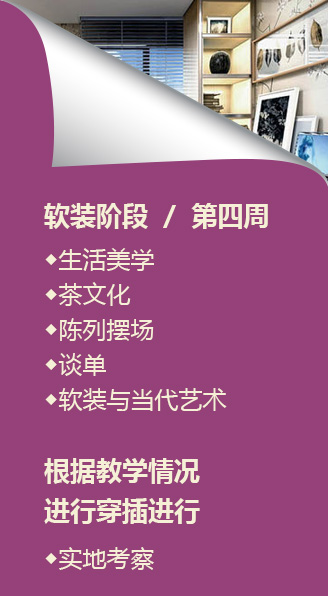 软装阶段 / 第四周
◆生活美学
◆茶文化
◆陈列摆场
◆谈单
◆软装与当代艺术
根据教学情况
进行穿插进行
◆实地考察